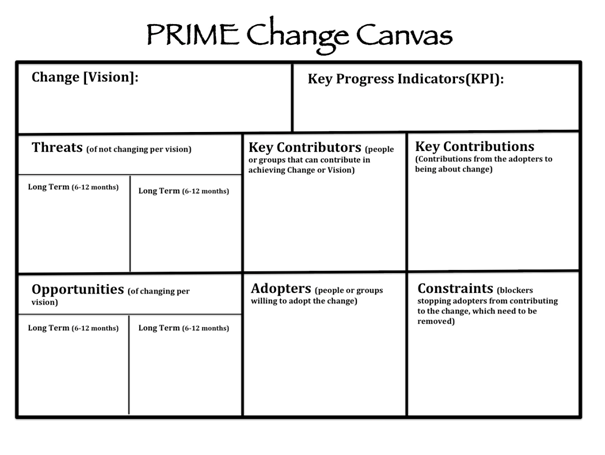 PRIME Change Canvas
Change [Vision]:
Key Progress Indicators(KPI):
Threats (of not changing per vision)
Long Term (6-12 months)
Long Term (6-12 months)
Key Contributors (people
or groups that can contribute in
achieving Change or Vision)
Key Contributions
(Contributions from the adopters to
being about change)
Opportunities (of changing per
vision)
Long Term (6-12 months)
Long Term (6-12 months)
Adopters (people or groups
willing to adopt the change)
Constraints (blockers
stopping adopters from contributing
to the change, which need to be
removed)